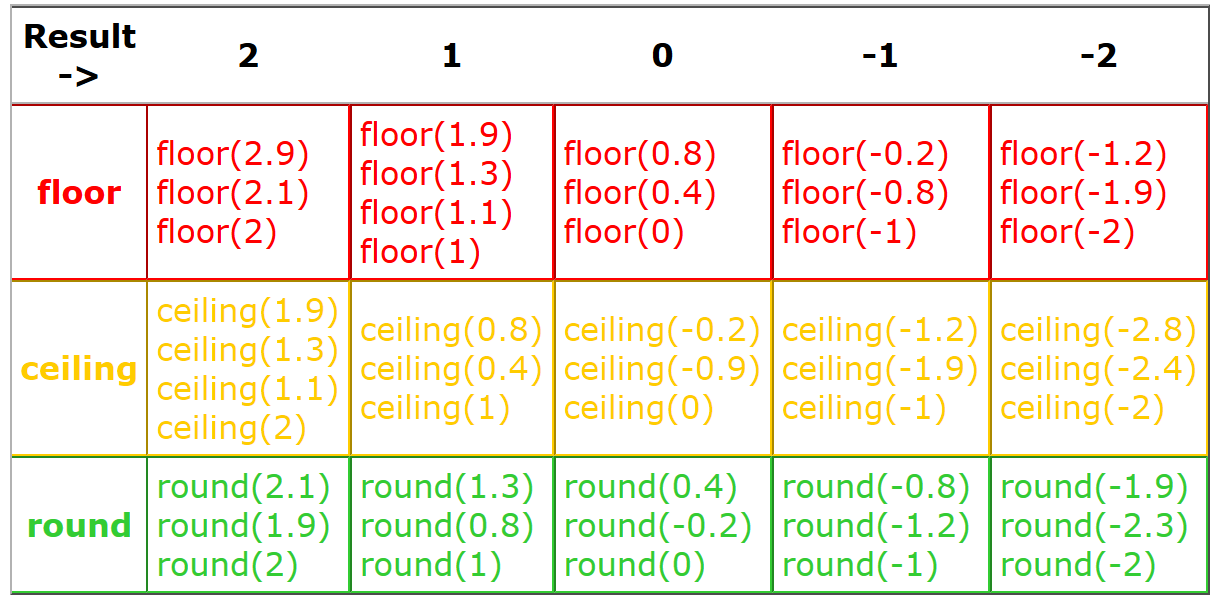 Result
->
2
1
0
-1
-2
floor
floor(2.9)
floor(2.1)
floor(2)
floor(1.9)
floor(1.3)
floor(1.1)
floor(1)
floor(0.8)
floor(0.4)
floor(0)
floor(-0.2)
floor(-0.8)
floor(-1)
floor(-1.2)
floor(-1.9)
floor(-2)
ceiling
ceiling(1.9)
ceiling(1.3)
ceiling(1.1)
ceiling(2)
ceiling(0.8)
ceiling(0.4)
ceiling(1)
ceiling(-0.2)
ceiling(-0.9)
ceiling(0)
ceiling(-1.2)
ceiling(-1.9)
ceiling(-1)
ceiling(-2.8)
ceiling(-2.4)
ceiling(-2)
round
round(2.1)
round(1.9)
round(2)
round(1.3)
round(0.8)
round(1)
round(0.4)
round(-0.2)
round(0)
round(-0.8)
round(-1.2)
round(-1)
round(-1.9)
round(-2.3)
round(-2)